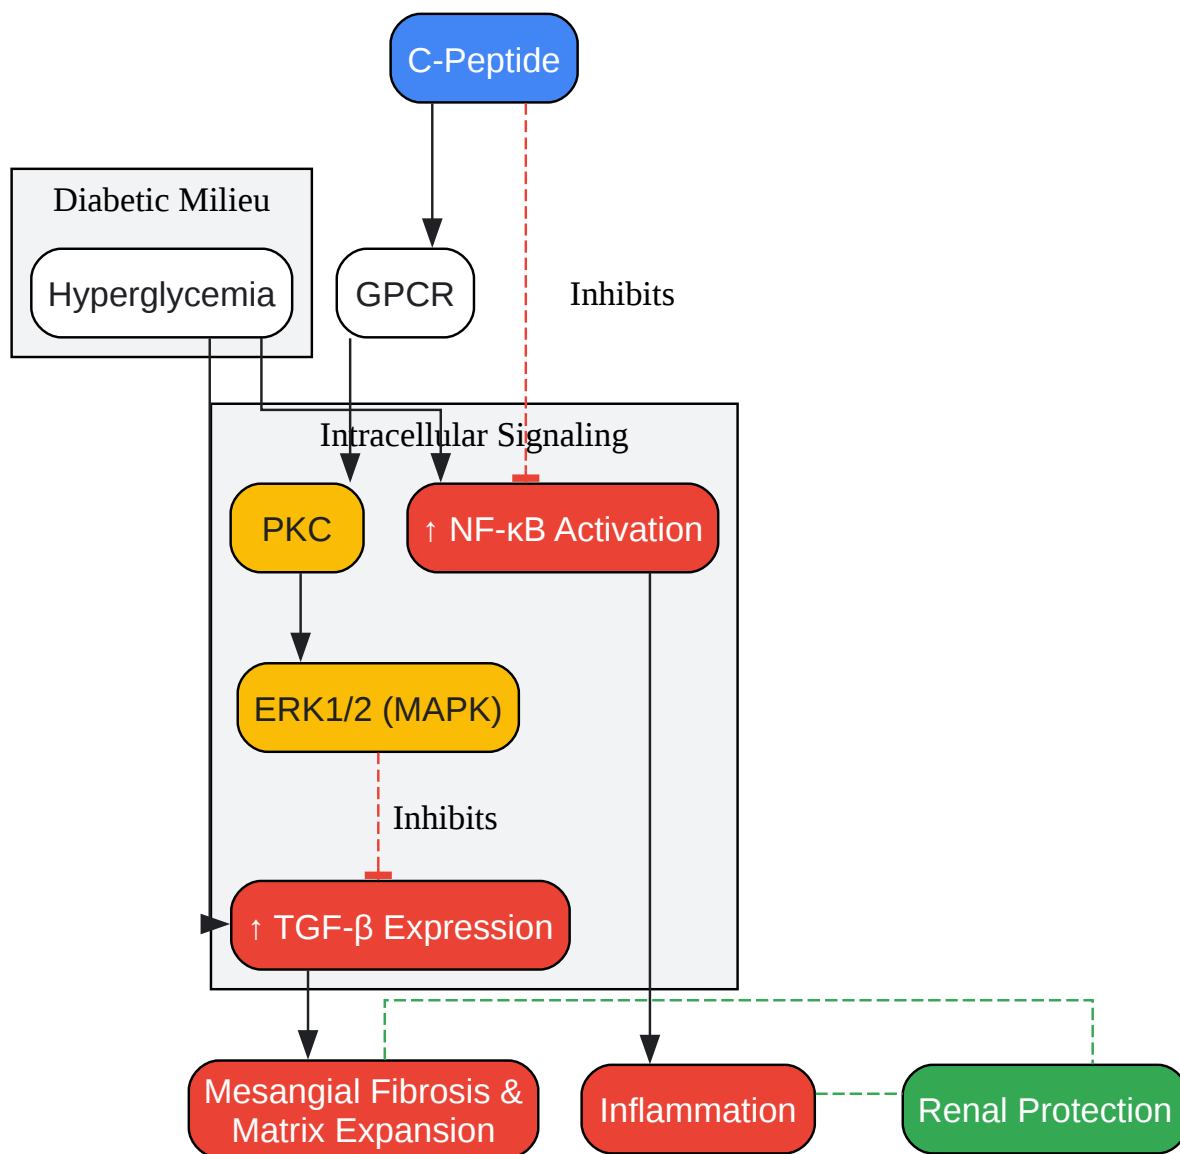 C-Peptide
Diabetic Milieu
Hyperglycemia
GPCR
Inhibits
Intracellular Signaling
PKC
↑ NF-κB Activation
ERK1/2 (MAPK)
Inhibits
↑ TGF-β Expression
Mesangial Fibrosis &
Matrix Expansion
Inflammation
Renal Protection